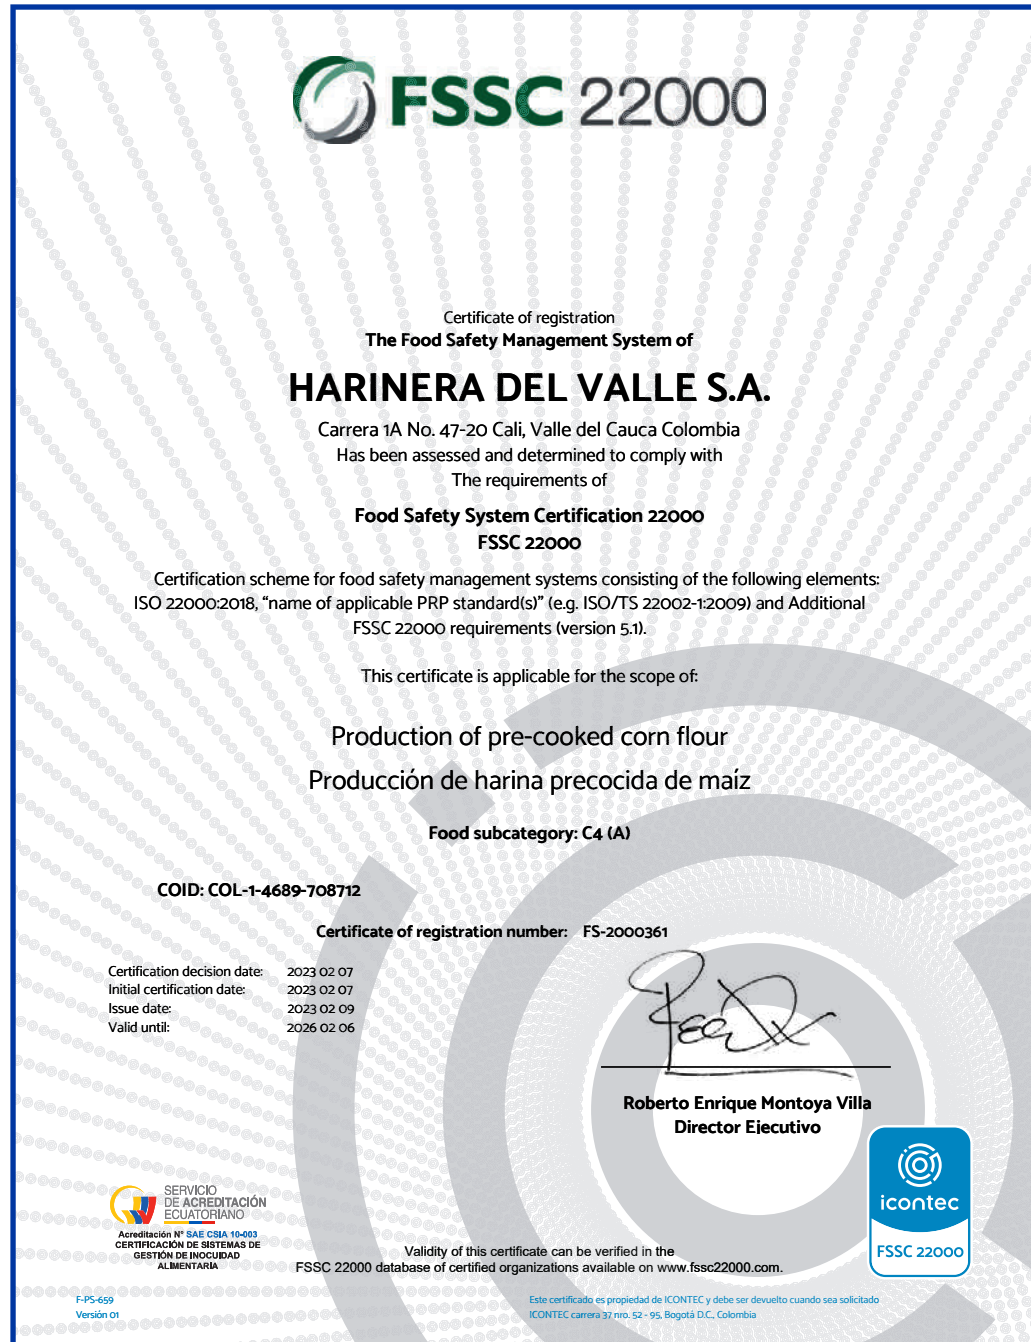 FSSC 22000
Certificate of registration
The Food Safety Management System of
HARINERA DEL VALLE S.A.
Carrera 1A No. 47-20 Cali, Valle del Cauca Colombia
Has been assessed and determined to comply with
The requirements of
Food Safety System Certification 22000
FSSC 22000
Certification scheme for food safety management systems consisting of the following elements:
ISO 22000:2018, “name of applicable PRP standard(s)” (e.g. ISO/TS 22002-1:2009) and Additional
FSSC 22000 requirements (version 5.1).
This certificate is applicable for the scope of:
Production of pre-cooked corn flour
Producción de harina precocida de maíz
Food subcategory: C4 (A)
COID: COL-1-4689-708712
Certificate of registration number: FS-2000361
Certification decision date: 2023 02 07
Initial certification date: 2023 02 07
Issue date: 2023 02 09
Valid until: 2026 02 06
Roberto Enrique Montoya Villa
Director Ejecutivo
SERVICIO
DE ACREDITACIÓN
ECUATORIANO
Acreditación N° SAE CSIA 10-003
CERTIFICACIÓN DE SISTEMAS DE
GESTIÓN DE INOCUIDAD
ALIMENTARIA
Validity of this certificate can be verified in the
FSSC 22000 database of certified organizations available on www.fssc22000.com.
icontec
FSSC 22000
F-PS-659
Versión 01
Este certificado es propiedad de ICONTEC y debe ser devuelto cuando sea solicitado
ICONTEC carrera 37 nro. 52 - 95, Bogotá D.C., Colombia